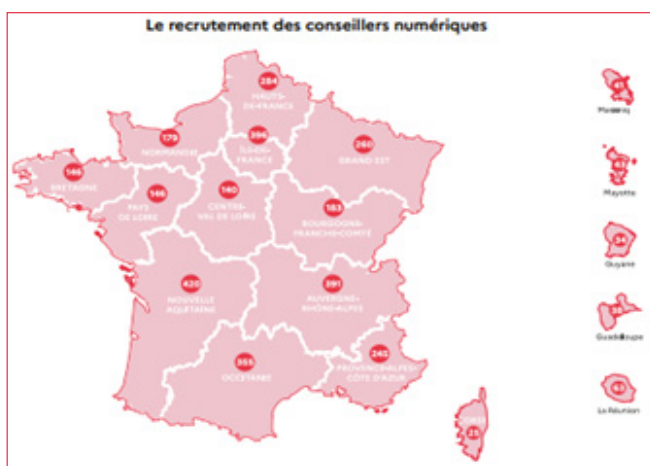 Le recrutement des conseillers numériques
284
HAUTS-
DE-FRANCE
179
NORMANDIE
ÎLE-DE-
FRANCE
260
GRAND EST
146
BRETAGNE
146
PAYS
DE LOIRE
140
CENTRE-
VAL DE LOIRE
183
BOURGOGNE-
FRANCHE-COMTÉ
420
NOUVELLE
AQUITAINE
391
AUVERGNE-
RHÔNE-ALPES
355
OCCITANIE
245
PROVENCE-ALPES-
CÔTE D'AZUR
Mayotte
Guyane
Guadeloupe
La Réunion